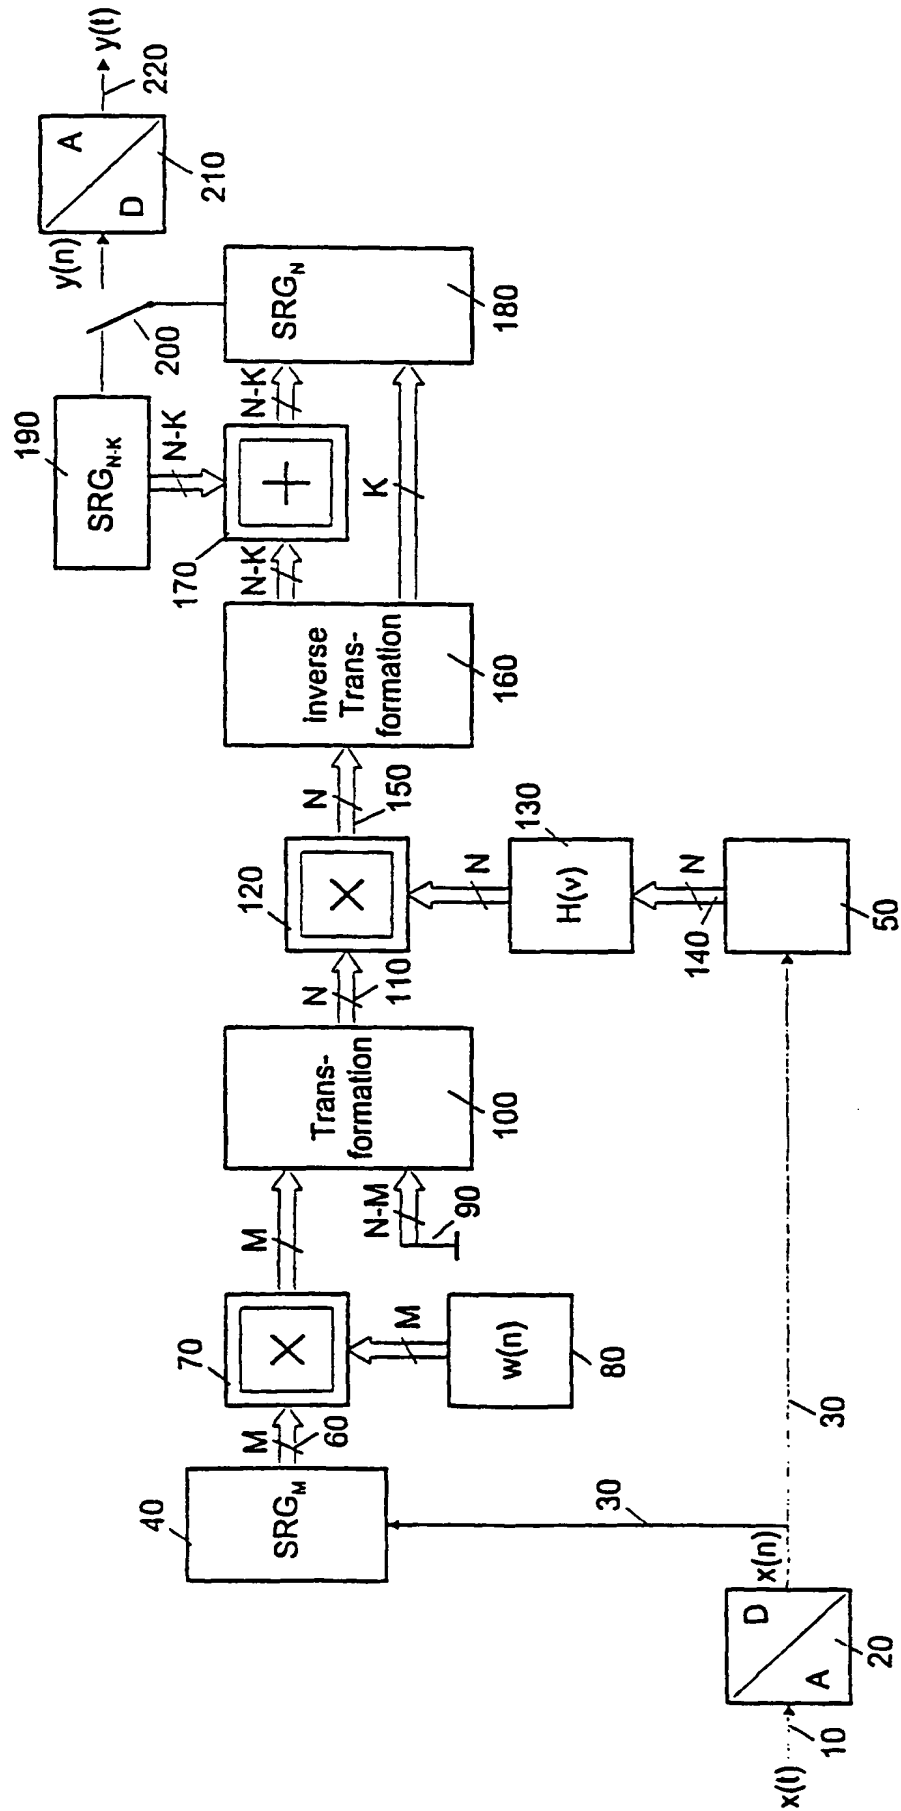 x(t)
10
A
D
20
x(n)
30
30
40
SRG_M
M
60
70
×
w(n)
80
M
M
N-M
90
Trans-
formation
100
N
110
120
×
N
H(ν)
130
N
140
50
N
150
Inverse
Trans-
formation
160
N-K
170
+
K
190
SRG_N-K
N-K
N-K
SRG_N
180
200
y(n)
D
A
210
220
y(t)